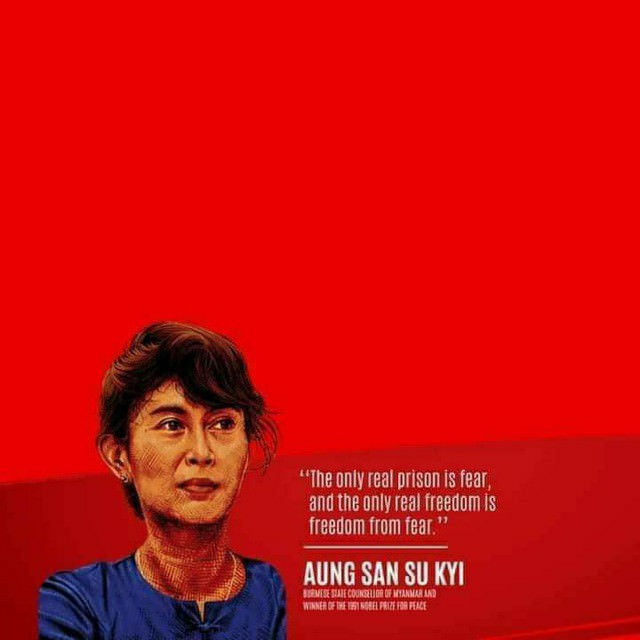 “The only real prison is fear,
and the only real freedom is
freedom from fear.”
AUNG SAN SU KYI
BURMESE STATE COUNSELLOR OF MYANMAR AND
WINNER OF THE 1991 NOBEL PRIZE FOR PEACE